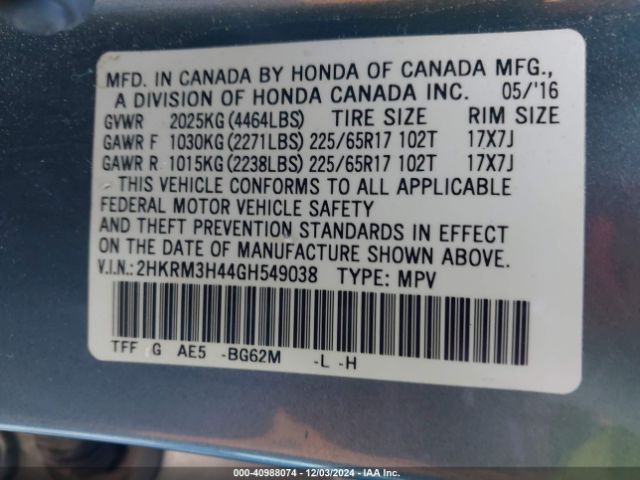 MFD. IN CANADA BY HONDA OF CANADA MFG.,
A DIVISION OF HONDA CANADA INC. 05/'16
GVWR 2025KG(4464LBS) TIRE SIZE RIM SIZE
GAWR F 1030KG(2271LBS) 225/65R17 102T 17X7J
GAWR R 1015KG(2238LBS) 225/65R17 102T 17X7J
THIS VEHICLE CONFORMS TO ALL APPLICABLE
FEDERAL MOTOR VEHICLE SAFETY
AND THEFT PREVENTION STANDARDS IN EFFECT
ON THE DATE OF MANUFACTURE SHOWN ABOVE.
V.I.N.: 2HKRM3H44GH549038 TYPE: MPV
TFF G AE5 -BG62M -L -H
000-40988074 - 12/03/2024 - IAA Inc.